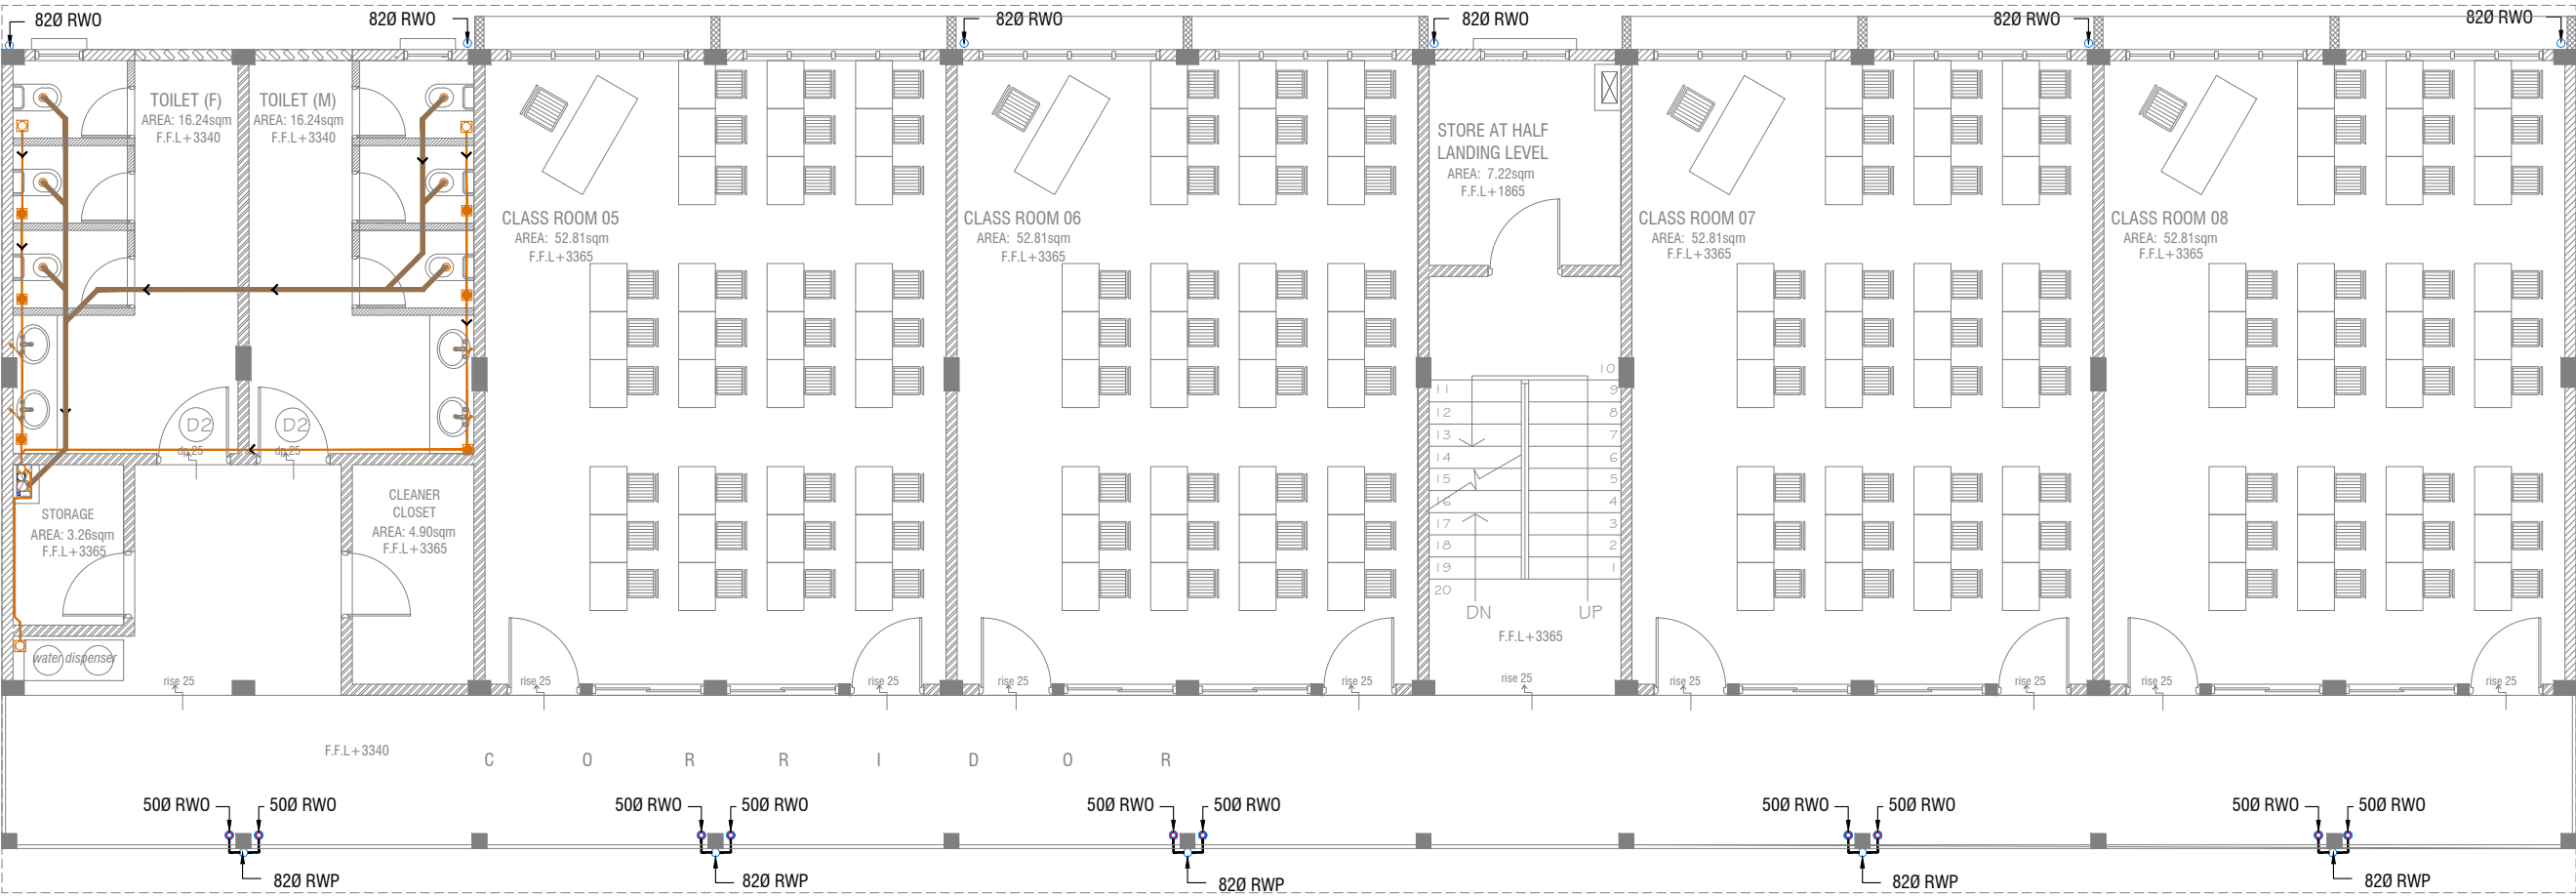 82Ø RWO
82Ø RWO
82Ø RWO
82Ø RWO
82Ø RWO
82Ø RWO
TOILET (F)
AREA: 16.24sqm
F.F.L+3340
TOILET (M)
AREA: 16.24sqm
F.F.L+3340
STORE AT HALF
LANDING LEVEL
AREA: 7.22sqm
F.F.L+1865
CLASS ROOM 05
AREA: 52.81sqm
F.F.L+3365
CLASS ROOM 06
AREA: 52.81sqm
F.F.L+3365
CLASS ROOM 07
AREA: 52.81sqm
F.F.L+3365
CLASS ROOM 08
AREA: 52.81sqm
F.F.L+3365
10
11
9
12
8
13
7
14
6
15
5
16
4
17
3
18
2
19
1
20
DN
UP
F.F.L+3365
D2
D2
dp 25
dp 25
STORAGE
AREA: 3.26sqm
F.F.L+3365
CLEANER
CLOSET
AREA: 4.90sqm
F.F.L+3365
water dispenser
rise 25
rise 25
rise 25
rise 25
rise 25
rise 25
rise 25
rise 25
rise 25
rise 25
F.F.L+3340
C O R R I D O R
50Ø RWO
50Ø RWO
50Ø RWO
50Ø RWO
50Ø RWO
50Ø RWO
50Ø RWO
50Ø RWO
50Ø RWO
50Ø RWO
82Ø RWP
82Ø RWP
82Ø RWP
82Ø RWP
82Ø RWP